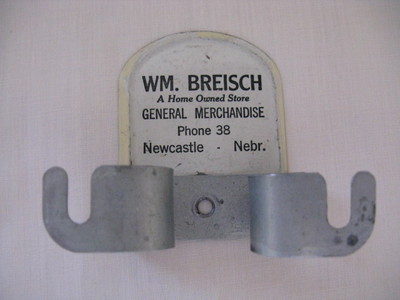 WM. BREISCH
A Home Owned Store
GENERAL MERCHANDISE
Phone 38
Newcastle - Nebr.